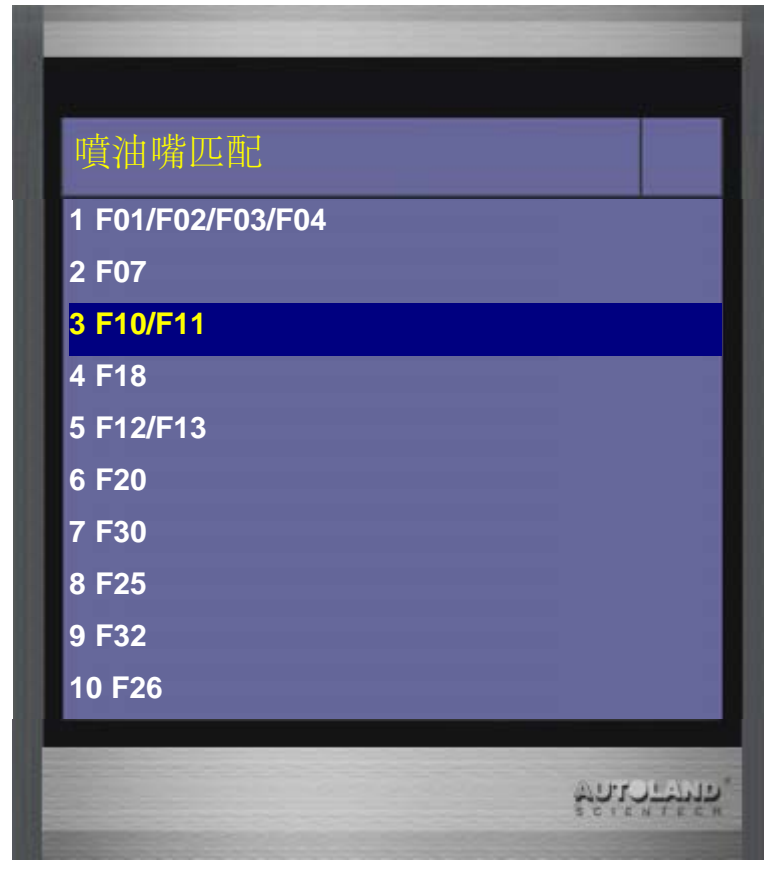 噴油嘴匹配
1 F01/F02/F03/F04
2 F07
3 F10/F11
4 F18
5 F12/F13
6 F20
7 F30
8 F25
9 F32
10 F26
AUTOLAND
SCIENTECH